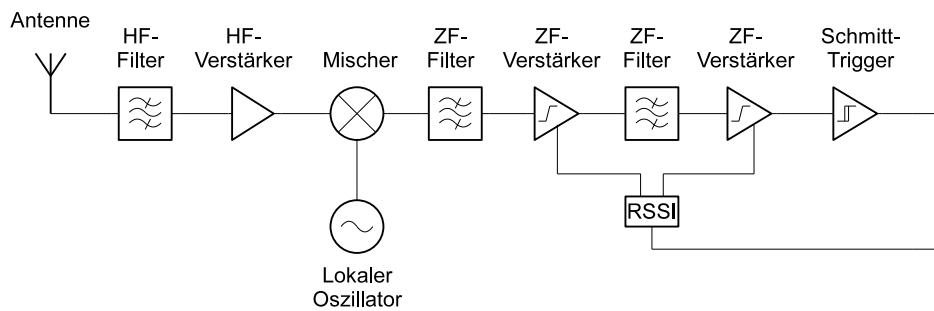 Antenne
HF-
Filter
HF-
Verstärker
Mischer
ZF-
Filter
ZF-
Verstärker
ZF-
Filter
ZF-
Verstärker
Schmitt-
Trigger
RSSI
Lokaler
Oszillator